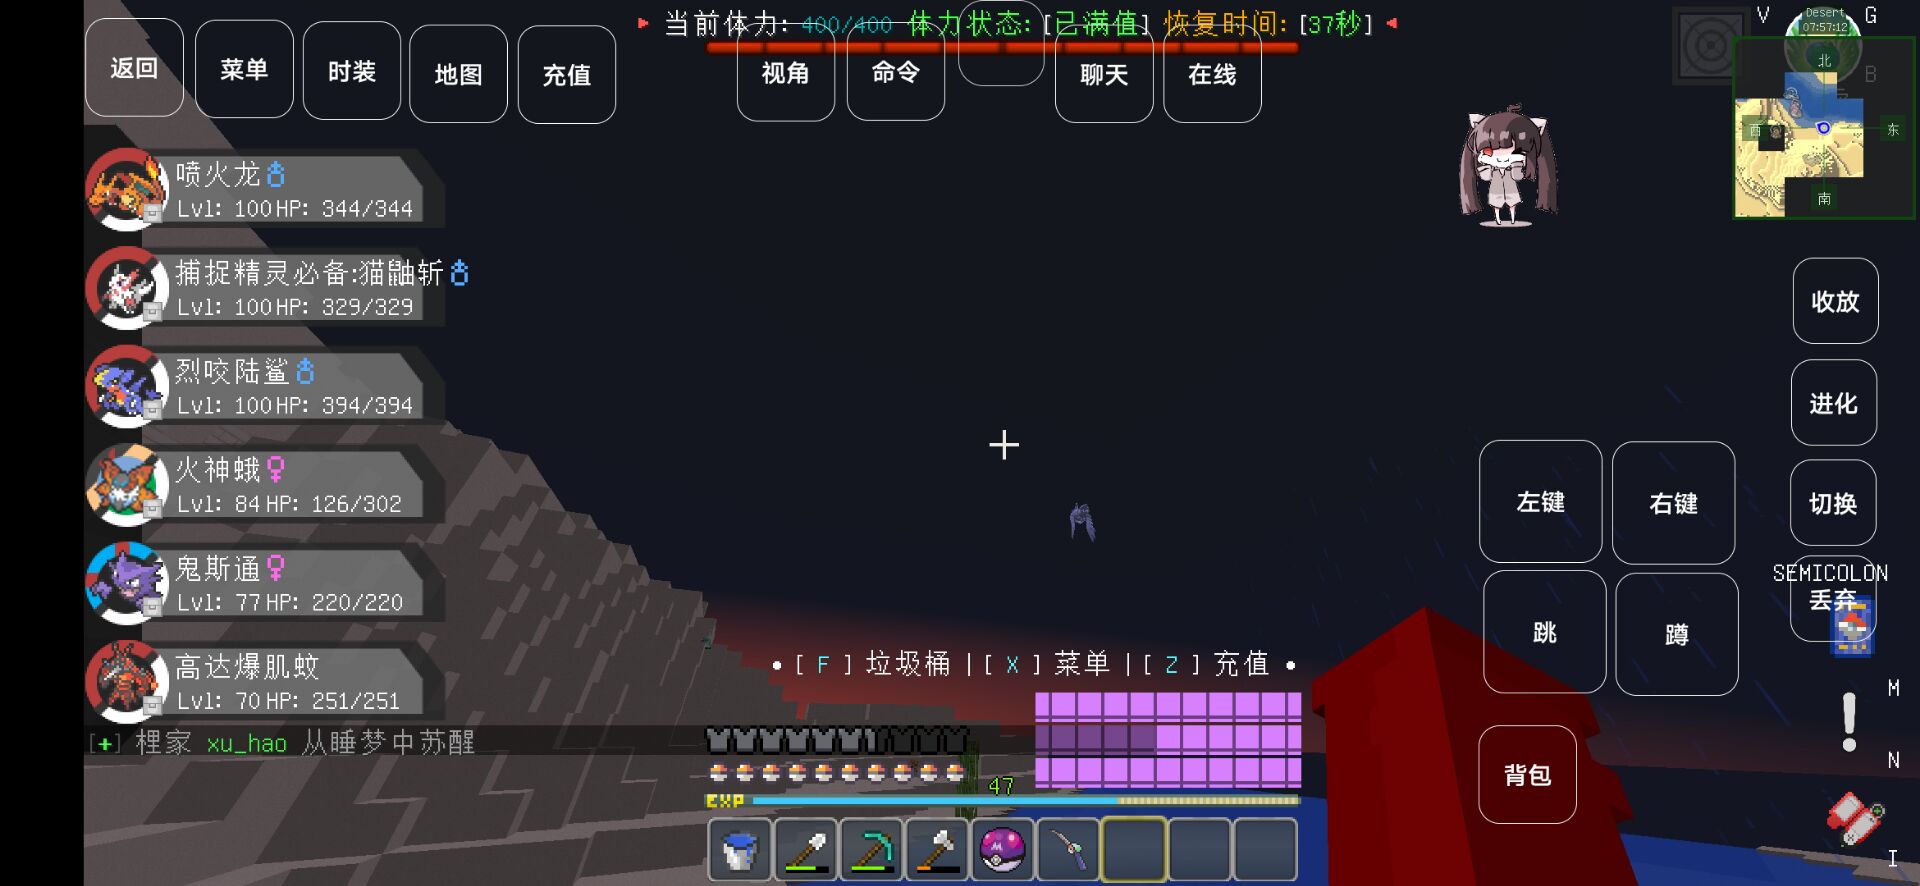 ▶ 当前体力: 400/400 体力状态: [已满值] 恢复时间: [37秒] ◀
返回
菜单
时装
地图
充值
视角
命令
聊天
在线
V
G
B
Desert
07:57:12
北
西
东
南
喷火龙♂
Lvl: 100 HP: 344/344
捕捉精灵必备:猫鼬斩♂
Lvl: 100 HP: 329/329
烈咬陆鲨♂
Lvl: 100 HP: 394/394
火神蛾♀
Lvl: 84 HP: 126/302
鬼斯通♀
Lvl: 77 HP: 220/220
高达爆肌蚊
Lvl: 70 HP: 251/251
[+] 梩家 xu_hao 从睡梦中苏醒
收放
进化
切换
SEMICOLON
丢弃
左键
右键
跳
蹲
背包
• [ F ] 垃圾桶 | [ X ] 菜单 | [ Z ] 充值 •
47
EXP
M
M
N
I